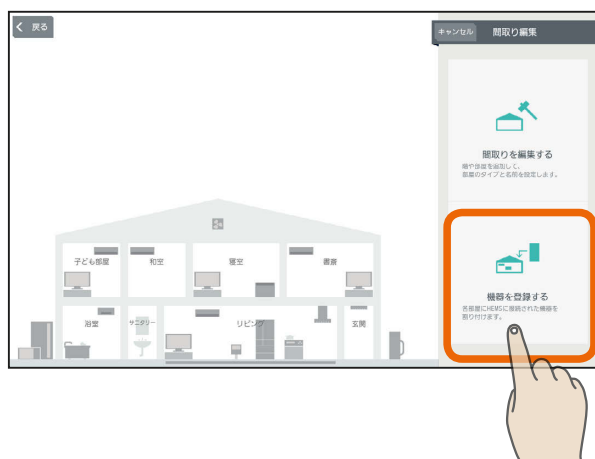 戻る
キャンセル
間取り編集
間取りを編集する
階や部屋を追加して、
部屋のタイプと名前を設定します。
子ども部屋
和室
寝室
書斎
浴室
サニタリー
リビング
玄関
機器を登録する
各部屋にHEMSに接続された機器を
割り付けます。